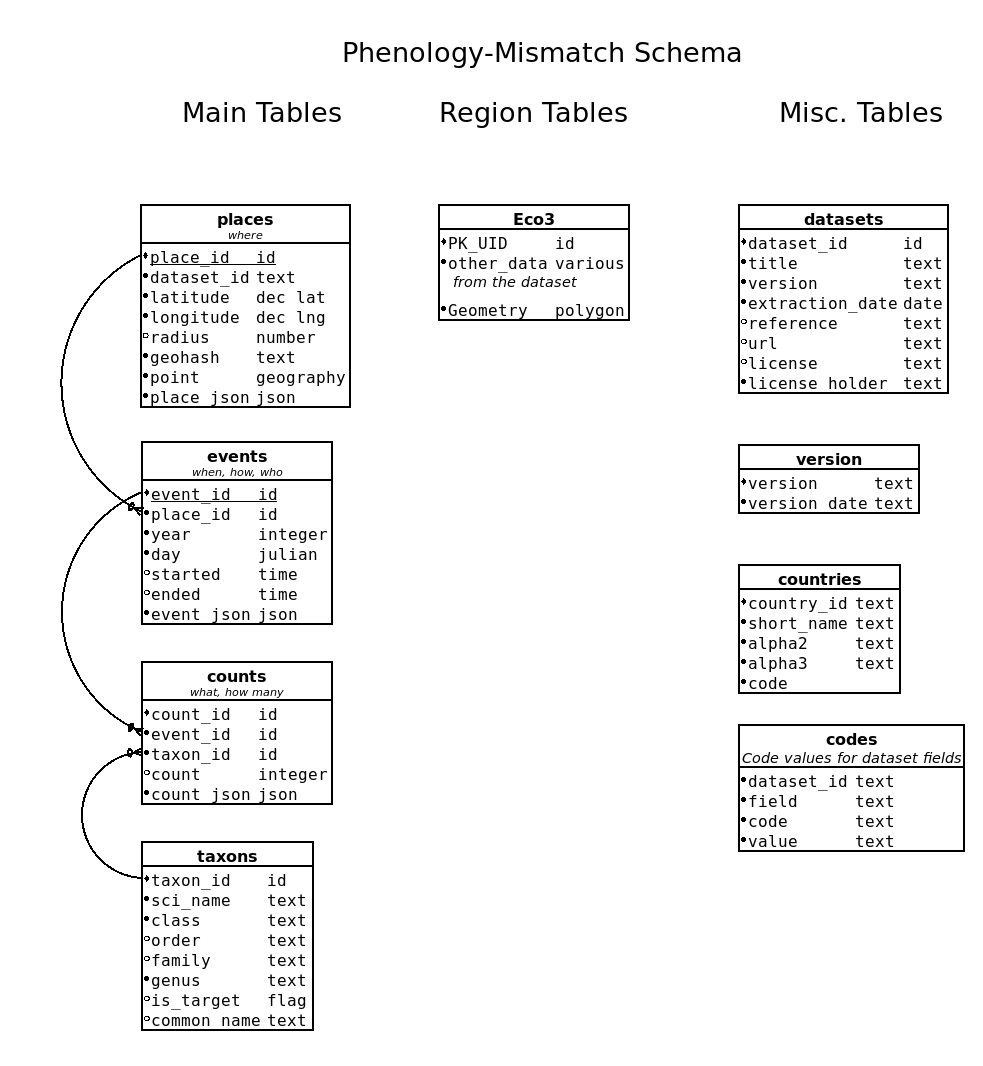 Phenology-Mismatch Schema
Main Tables
Region Tables
Misc. Tables
places
where
place_id id
dataset_id text
latitude dec lat
longitude dec lng
radius number
geohash text
point geography
place_json json
events
when, how, who
event_id id
place_id id
year integer
day julian
started time
ended time
event_json json
counts
what, how many
count_id id
event_id id
taxon_id id
count integer
count_json json
taxons
taxon_id id
sci_name text
class text
order text
family text
genus text
is_target flag
common_name text
Eco3
PK_UID id
other_data various
from the dataset
Geometry polygon
datasets
dataset_id id
title text
version text
extraction_date date
reference text
url text
license text
license_holder text
version
version text
version_date text
countries
country_id text
short_name text
alpha2 text
alpha3 text
code
codes
Code values for dataset fields
dataset_id text
field text
code text
value text